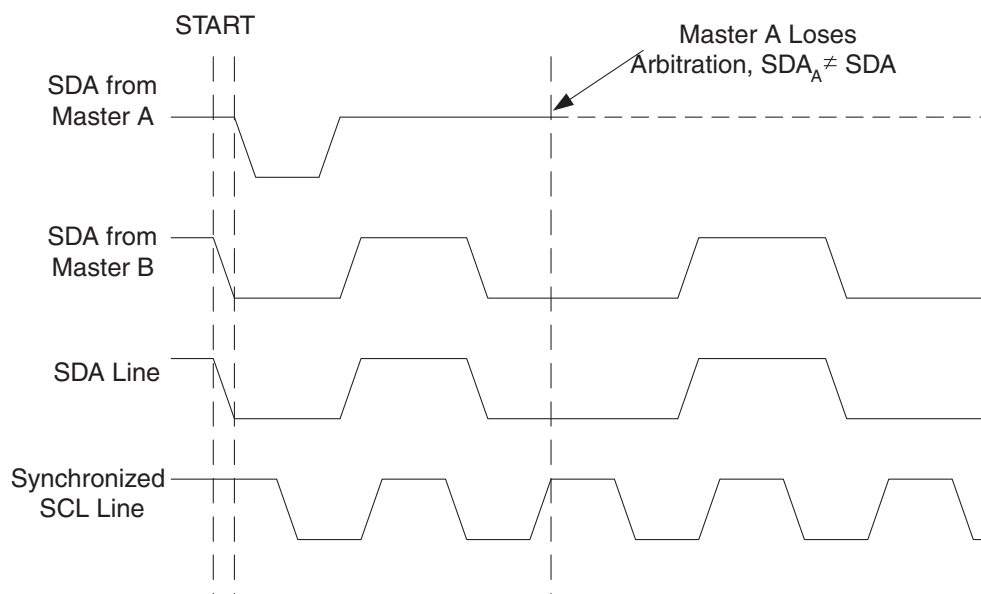 START
Master A Loses
Arbitration, SDA_A ≠ SDA
SDA from
Master A
SDA from
Master B
SDA Line
Synchronized
SCL Line